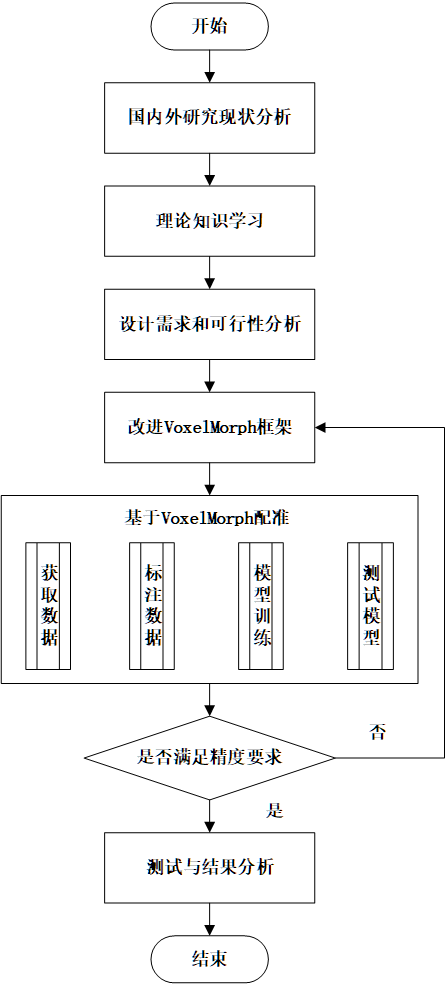 开始
国内外研究现状分析
理论知识学习
设计需求和可行性分析
改进VoxelMorph框架
基于VoxelMorph配准
获取数据
标注数据
模型训练
测试模型
是否满足精度要求
否
是
测试与结果分析
结束